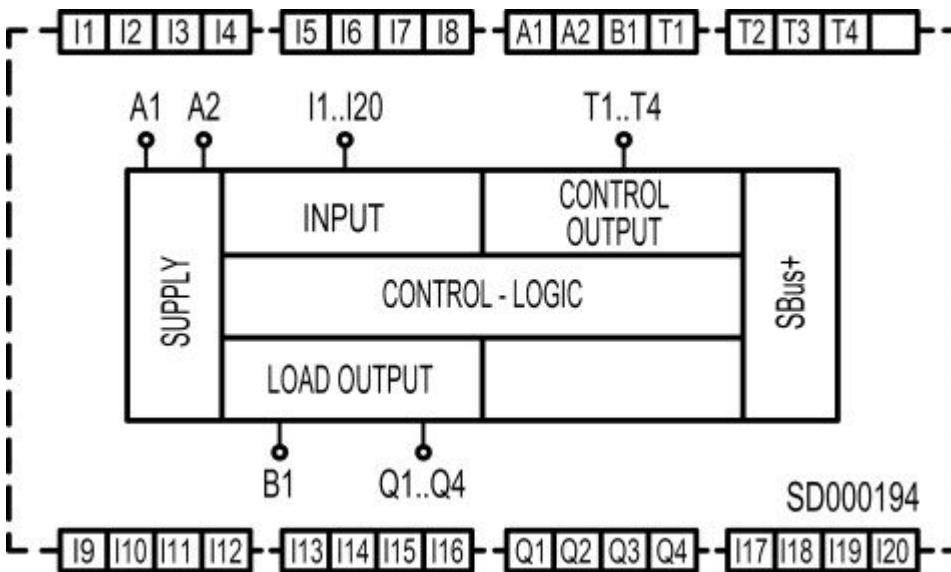 I1 I2 I3 I4 I5 I6 I7 I8 A1 A2 B1 T1 T2 T3 T4
A1 A2 I1..I20 T1..T4
SUPPLY
INPUT
CONTROL
OUTPUT
CONTROL - LOGIC
SBus+
LOAD OUTPUT
B1 Q1..Q4
SD000194
I9 I10 I11 I12 I13 I14 I15 I16 Q1 Q2 Q3 Q4 I17 I18 I19 I20